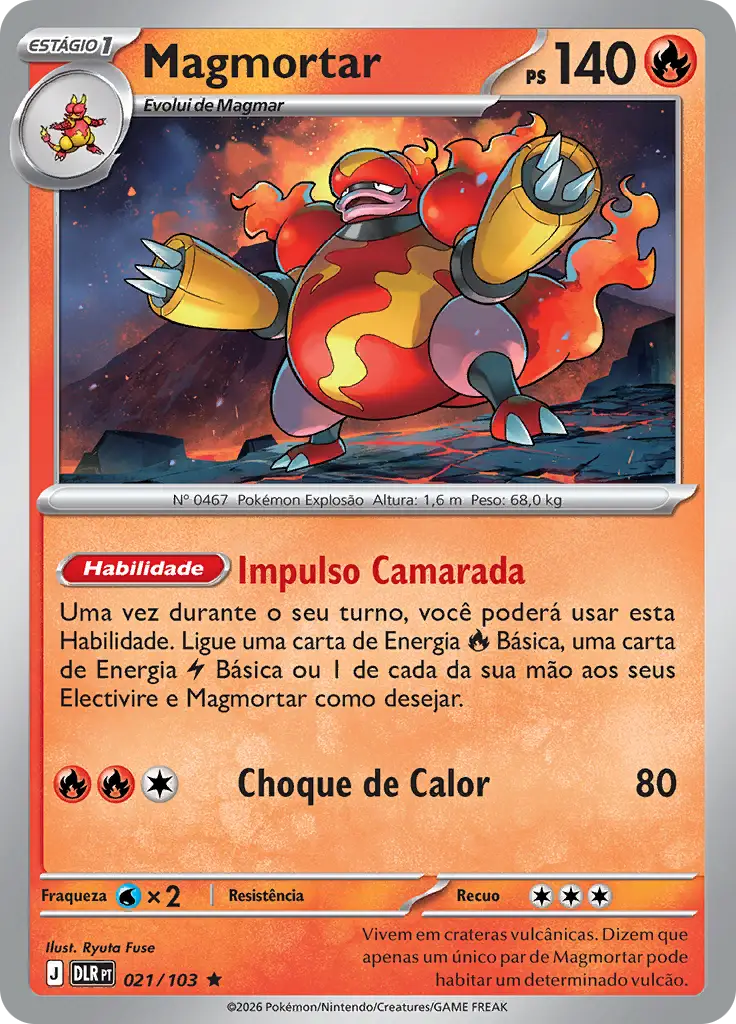 ESTÁGIO 1
Magmortar
PS 140
Evolui de Magmar
Nº 0467 Pokémon Explosão Altura: 1,6 m Peso: 68,0 kg
Habilidade Impulso Camarada
Uma vez durante o seu turno, você poderá usar esta
Habilidade. Ligue uma carta de Energia Básica, uma carta
de Energia Básica ou 1 de cada da sua mão aos seus
Electivire e Magmortar como desejar.
Choque de Calor 80
Fraqueza ×2 Resistência Recuo
Ilust. Ryuta Fuse
J DLR PT 021/103
Vivem em crateras vulcânicas. Dizem que
apenas um único par de Magmortar pode
habitar um determinado vulcão.
©2026 Pokémon/Nintendo/Creatures/GAME FREAK